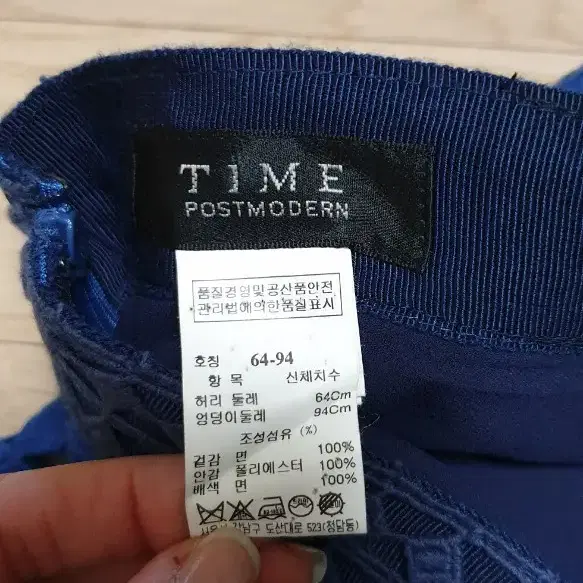 TIME
POSTMODERN
품질경영및공산품안전
관리법에의한품질표시
호칭 64-94
항 목 신체치수
허리 둘레 64Cm
엉덩이둘레 94Cm
조성섬유 (%)
겉감 면 100%
안감 폴리에스터 100%
배색 면 100%
강남구 도산대로 523(청담동)